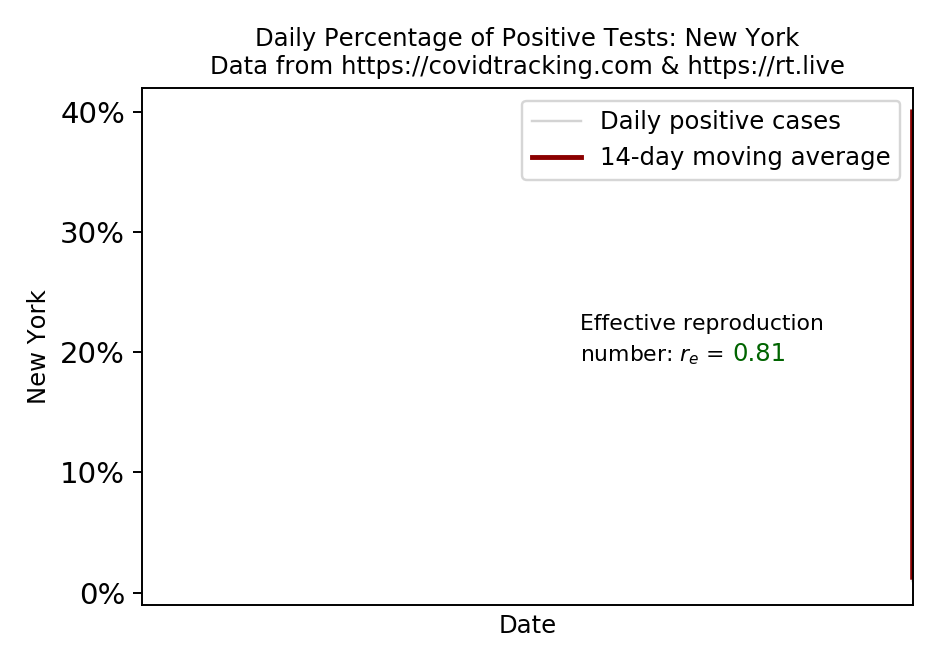 Daily Percentage of Positive Tests: New York
Data from https://covidtracking.com & https://rt.live
40%
30%
20%
10%
0%
New York
Daily positive cases
14-day moving average
Effective reproduction
number: rₑ = 0.81
Date